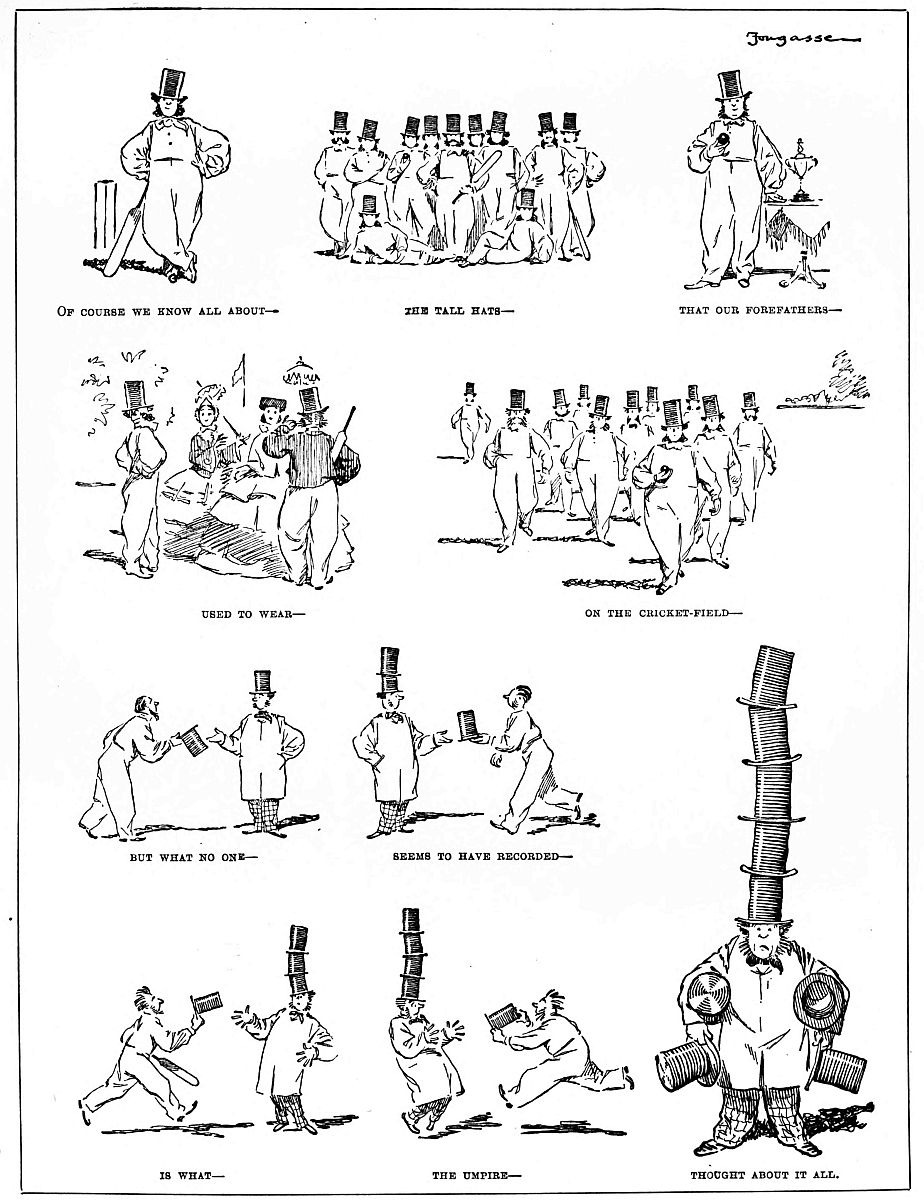 Fougasse
OF COURSE WE KNOW ALL ABOUT—
THE TALL HATS—
THAT OUR FOREFATHERS—
USED TO WEAR—
ON THE CRICKET-FIELD—
BUT WHAT NO ONE—
SEEMS TO HAVE RECORDED—
IS WHAT—
THE UMPIRE—
THOUGHT ABOUT IT ALL.